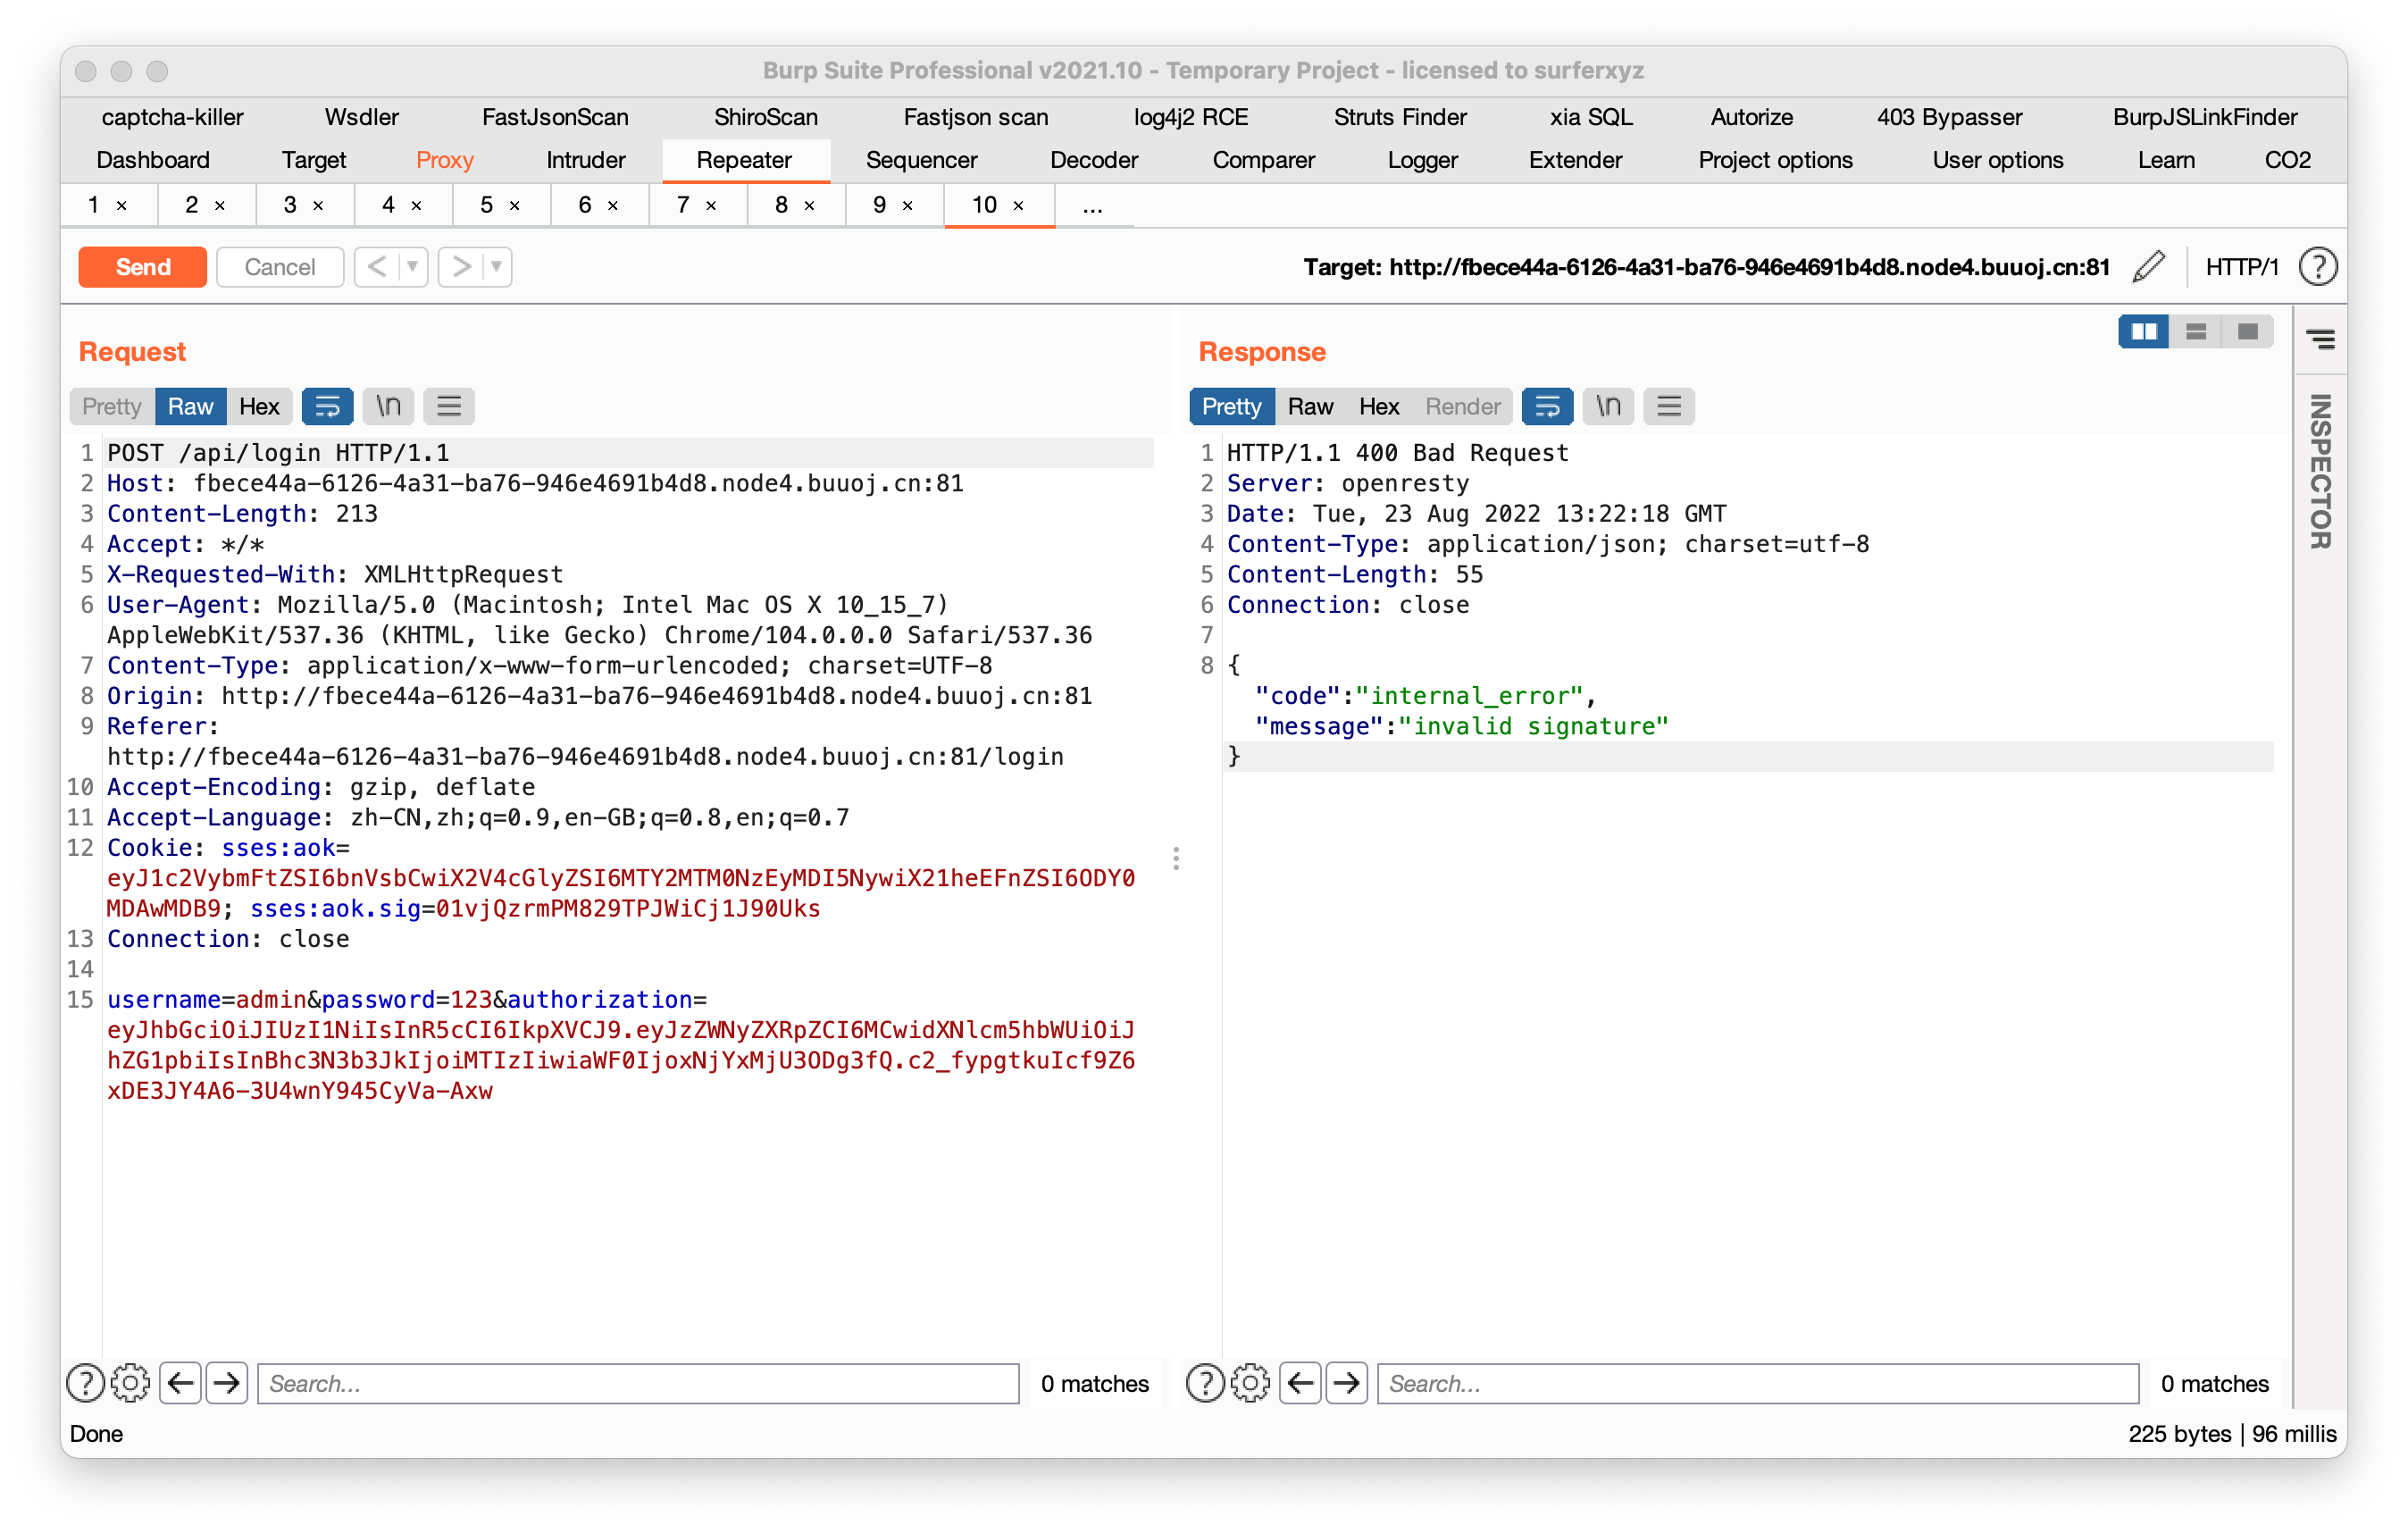 Burp Suite Professional v2021.10 - Temporary Project - licensed to surferxyz
captcha-killer Wsdler FastJsonScan ShiroScan Fastjson scan log4j2 RCE Struts Finder xia SQL Autorize 403 Bypasser BurpJSLinkFinder
Dashboard Target Proxy Intruder Repeater Sequencer Decoder Comparer Logger Extender Project options User options Learn CO2
1 × 2 × 3 × 4 × 5 × 6 × 7 × 8 × 9 × 10 × ...
Send Cancel < > Target: http://fbece44a-6126-4a31-ba76-946e4691b4d8.node4.buuoj.cn:81 HTTP/1 ?
Request
Pretty Raw Hex \n
1 POST /api/login HTTP/1.1
2 Host: fbece44a-6126-4a31-ba76-946e4691b4d8.node4.buuoj.cn:81
3 Content-Length: 213
4 Accept: */*
5 X-Requested-With: XMLHttpRequest
6 User-Agent: Mozilla/5.0 (Macintosh; Intel Mac OS X 10_15_7)
AppleWebKit/537.36 (KHTML, like Gecko) Chrome/104.0.0.0 Safari/537.36
7 Content-Type: application/x-www-form-urlencoded; charset=UTF-8
8 Origin: http://fbece44a-6126-4a31-ba76-946e4691b4d8.node4.buuoj.cn:81
9 Referer:
http://fbece44a-6126-4a31-ba76-946e4691b4d8.node4.buuoj.cn:81/login
10 Accept-Encoding: gzip, deflate
11 Accept-Language: zh-CN,zh;q=0.9,en-GB;q=0.8,en;q=0.7
12 Cookie: sses:aok=
eyJ1c2VybmFtZSI6bnVsbCwiX2V4cGlyZSI6MTY2MTM0NzEyMDI5NywiX21heEFnZSI6ODY0
MDAwMDB9; sses:aok.sig=01vjQzrmPM829TPJWiCj1J90Uks
13 Connection: close
14
15 username=admin&password=123&authorization=
eyJhbGciOiJIUzI1NiIsInR5cCI6IkpXVCJ9.eyJzZWNyZXRpZCI6MCwidXNlcm5hbWUiOiJ
hZG1pbiIsInBhc3N3b3JkIjoiMTIzIiwiaWF0IjoxNjYxMjU3ODg3fQ.c2_fypgtkuIcf9Z6
xDE3JY4A6-3U4wnY945CyVa-Axw
Response
Pretty Raw Hex Render \n
1 HTTP/1.1 400 Bad Request
2 Server: openresty
3 Date: Tue, 23 Aug 2022 13:22:18 GMT
4 Content-Type: application/json; charset=utf-8
5 Content-Length: 55
6 Connection: close
7
8 {
"code":"internal_error",
"message":"invalid signature"
}
INSPECTOR
? Search... 0 matches
? Search... 0 matches
Done
225 bytes | 96 millis